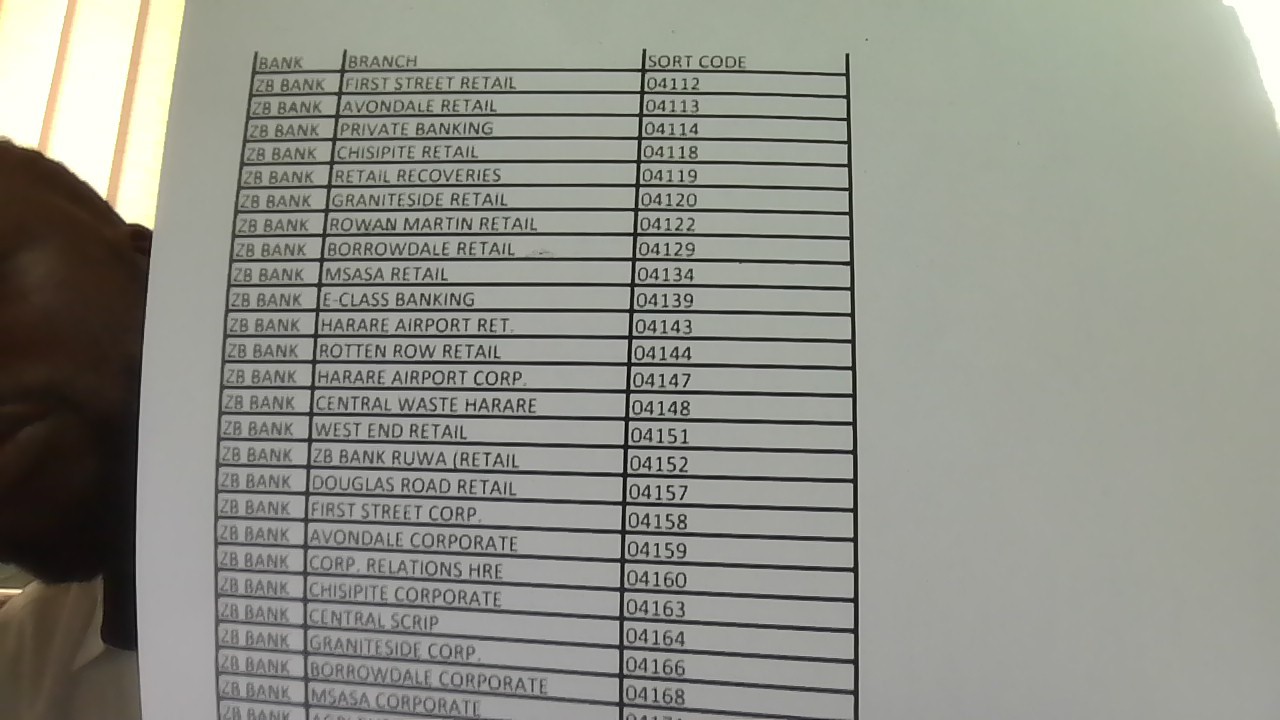 BANK BRANCH SORT CODE
ZB BANK FIRST STREET RETAIL 04112
ZB BANK AVONDALE RETAIL 04113
ZB BANK PRIVATE BANKING 04114
ZB BANK CHISIPITE RETAIL 04118
ZB BANK RETAIL RECOVERIES 04119
ZB BANK GRANITESIDE RETAIL 04120
ZB BANK ROWAN MARTIN RETAIL 04122
ZB BANK BORROWDALE RETAIL 04129
ZB BANK MSASA RETAIL 04134
ZB BANK E-CLASS BANKING 04139
ZB BANK HARARE AIRPORT RET. 04143
ZB BANK ROTTEN ROW RETAIL 04144
ZB BANK HARARE AIRPORT CORP. 04147
ZB BANK CENTRAL WASTE HARARE 04148
ZB BANK WEST END RETAIL 04151
ZB BANK ZB BANK RUWA (RETAIL 04152
ZB BANK DOUGLAS ROAD RETAIL 04157
ZB BANK FIRST STREET CORP. 04158
ZB BANK AVONDALE CORPORATE 04159
ZB BANK CORP. RELATIONS HRE 04160
ZB BANK CHISIPITE CORPORATE 04163
ZB BANK CENTRAL SCRIP 04164
ZB BANK GRANITESIDE CORP. 04166
ZB BANK BORROWDALE CORPORATE 04168
ZB BANK MSASA CORPORATE
ZB BANK